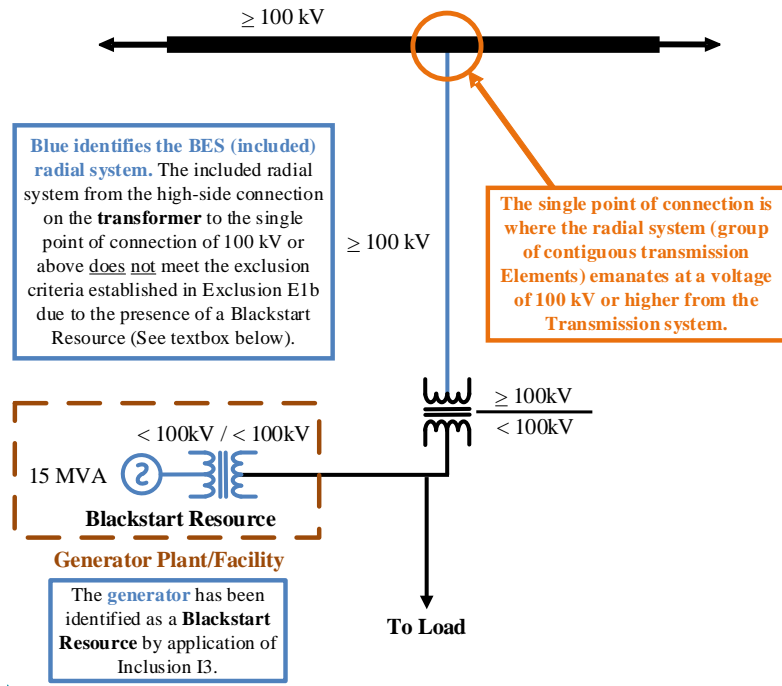 ≥ 100 kV
Blue identifies the BES (included)
radial system. The included radial
system from the high-side connection
on the transformer to the single
point of connection of 100 kV or
above does not meet the exclusion
criteria established in Exclusion E1b
due to the presence of a Blackstart
Resource (See textbox below).
≥ 100 kV
The single point of connection is
where the radial system (group
of contiguous transmission
Elements) emanates at a voltage
of 100 kV or higher from the
Transmission system.
≥ 100kV
< 100kV
< 100kV / < 100kV
15 MVA
Blackstart Resource
Generator Plant/Facility
The generator has been
identified as a Blackstart
Resource by application of
Inclusion I3.
To Load